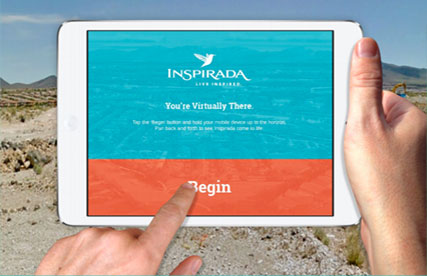 INSPIRADA
LIVE INSPIRED
You're Virtually There.
Tap the Begin button and hold your mobile device up to the horizon.
Pan back and forth to see Inspirada come to life.
Begin